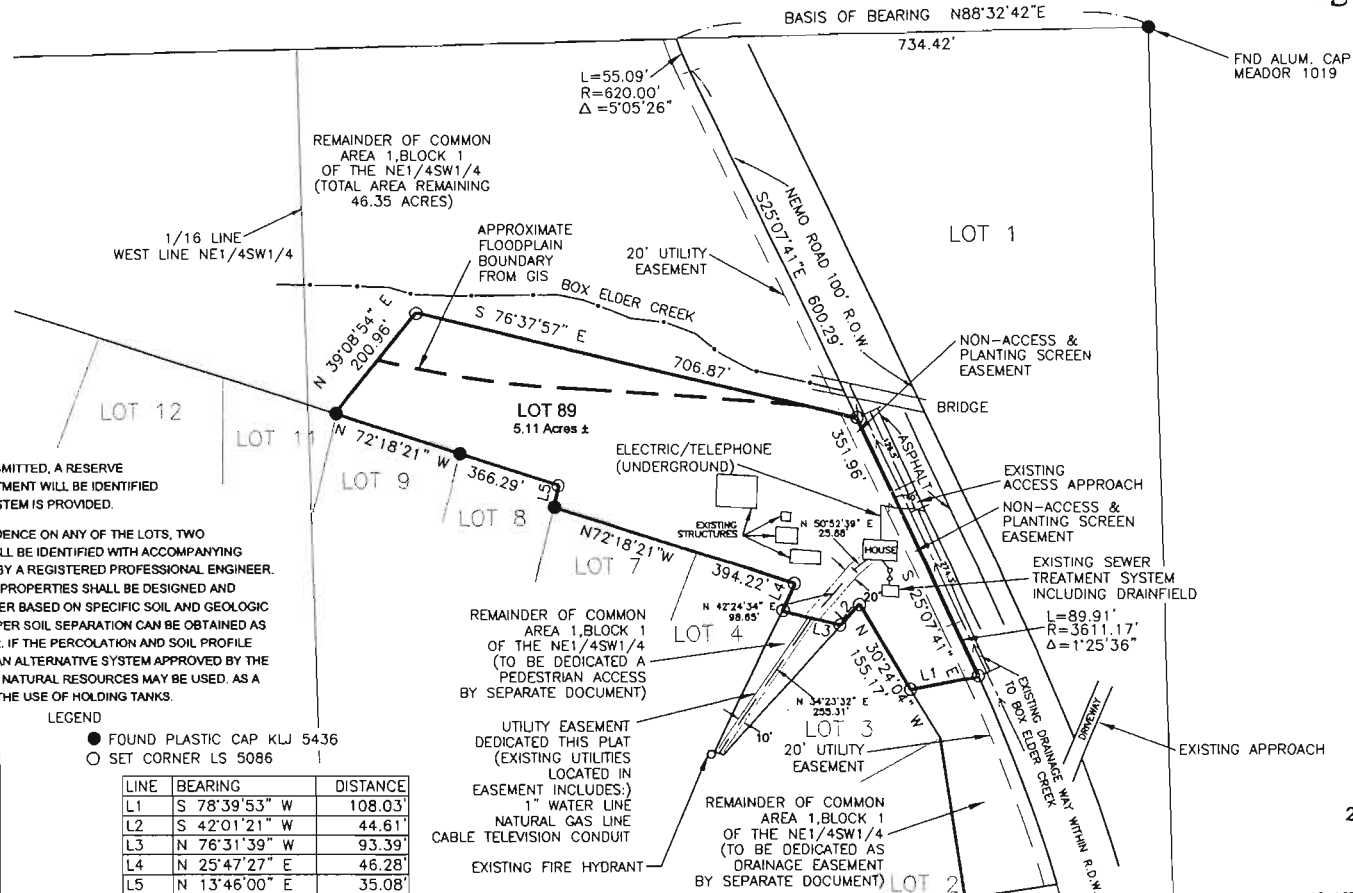 BASIS OF BEARING N88°32'42"E
734.42'
FND ALUM. CAP
MEADOR 1019
L=55.09'
R=620.00'
Δ =5°05'26"
REMAINDER OF COMMON
AREA 1,BLOCK 1
OF THE NE1/4SW1/4
(TOTAL AREA REMAINING
46.35 ACRES)
1/16 LINE
WEST LINE NE1/4SW1/4
APPROXIMATE
FLOODPLAIN
BOUNDARY
FROM GIS
20' UTILITY
EASEMENT
NEMO ROAD 100' R.O.W
S25°07'41"E 600.29'
LOT 1
BOX ELDER CREEK
S 76°37'57" E
706.87'
N 39°08'54" E
200.96'
NON-ACCESS &
PLANTING SCREEN
EASEMENT
BRIDGE
LOT 12
LOT 11
LOT 89
5.11 Acres ±
N 72°18'21" W
366.29'
LOT 9
LOT 8
L5
ELECTRIC/TELEPHONE
(UNDERGROUND)
351.96'
ASPHALT
EXISTING
ACCESS APPROACH
NON-ACCESS &
PLANTING SCREEN
EASEMENT
EXISTING
STRUCTURES
N 50°52'39" E
25.88'
HOUSE
274.3'
N72°18'21"W
394.22'
LOT 7
L4
S 25°07'41" E
EXISTING SEWER
TREATMENT SYSTEM
INCLUDING DRAINFIELD
L=89.91'
R=3611.17'
Δ=1°25'36"
N 42°24'34" E
98.65'
L3
L2
20'
LOT 4
N 30°24'04" W
155.17'
L1
MITTED, A RESERVE
TMENT WILL BE IDENTIFIED
STEM IS PROVIDED.
DENCE ON ANY OF THE LOTS, TWO
LL BE IDENTIFIED WITH ACCOMPANYING
BY A REGISTERED PROFESSIONAL ENGINEER.
PROPERTIES SHALL BE DESIGNED AND
ER BASED ON SPECIFIC SOIL AND GEOLOGIC
PER SOIL SEPARATION CAN BE OBTAINED AS
. IF THE PERCOLATION AND SOIL PROFILE
AN ALTERNATIVE SYSTEM APPROVED BY THE
NATURAL RESOURCES MAY BE USED. AS A
THE USE OF HOLDING TANKS.
REMAINDER OF COMMON
AREA 1,BLOCK 1
OF THE NE1/4SW1/4
(TO BE DEDICATED A
PEDESTRIAN ACCESS
BY SEPARATE DOCUMENT)
N 34°23'32" E
255.31'
LOT 3
10'
EXISTING DRAINAGE WAY WITHIN R.O.W.
TO BOX ELDER CREEK
DRIVEWAY
EXISTING APPROACH
UTILITY EASEMENT
DEDICATED THIS PLAT
(EXISTING UTILITIES
LOCATED IN
EASEMENT INCLUDES:)
1" WATER LINE
NATURAL GAS LINE
CABLE TELEVISION CONDUIT
EXISTING FIRE HYDRANT
20' UTILITY
EASEMENT
REMAINDER OF COMMON
AREA 1,BLOCK 1
OF THE NE1/4SW1/4
(TO BE DEDICATED AS
DRAINAGE EASEMENT
BY SEPARATE DOCUMENT)
LOT 2
2
LEGEND
FOUND PLASTIC CAP KLJ 5436
SET CORNER LS 5086
LINE BEARING DISTANCE
L1 S 78°39'53" W 108.03'
L2 S 42°01'21" W 44.61'
L3 N 76°31'39" W 93.39'
L4 N 25°47'27" E 46.28'
L5 N 13°46'00" E 35.08'